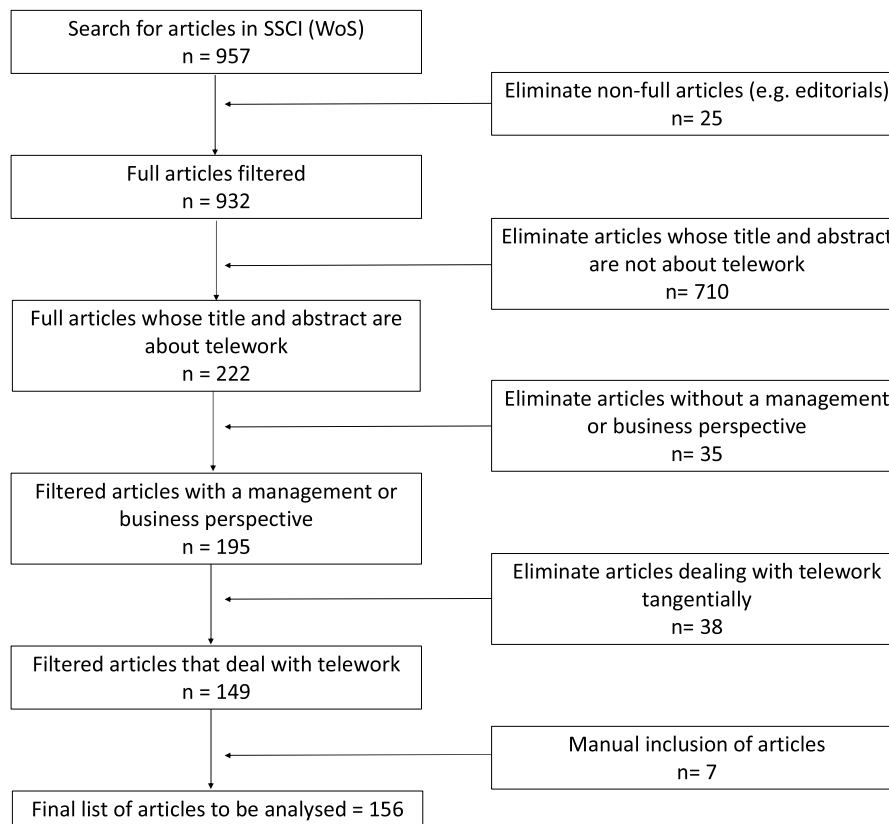 Search for articles in SSCI (WoS)
n = 957
Eliminate non-full articles (e.g. editorials)
n= 25
Full articles filtered
n = 932
Eliminate articles whose title and abstract
are not about telework
n= 710
Full articles whose title and abstract are
about telework
n = 222
Eliminate articles without a management
or business perspective
n= 35
Filtered articles with a management or
business perspective
n = 195
Eliminate articles dealing with telework
tangentially
n= 38
Filtered articles that deal with telework
n = 149
Manual inclusion of articles
n= 7
Final list of articles to be analysed = 156